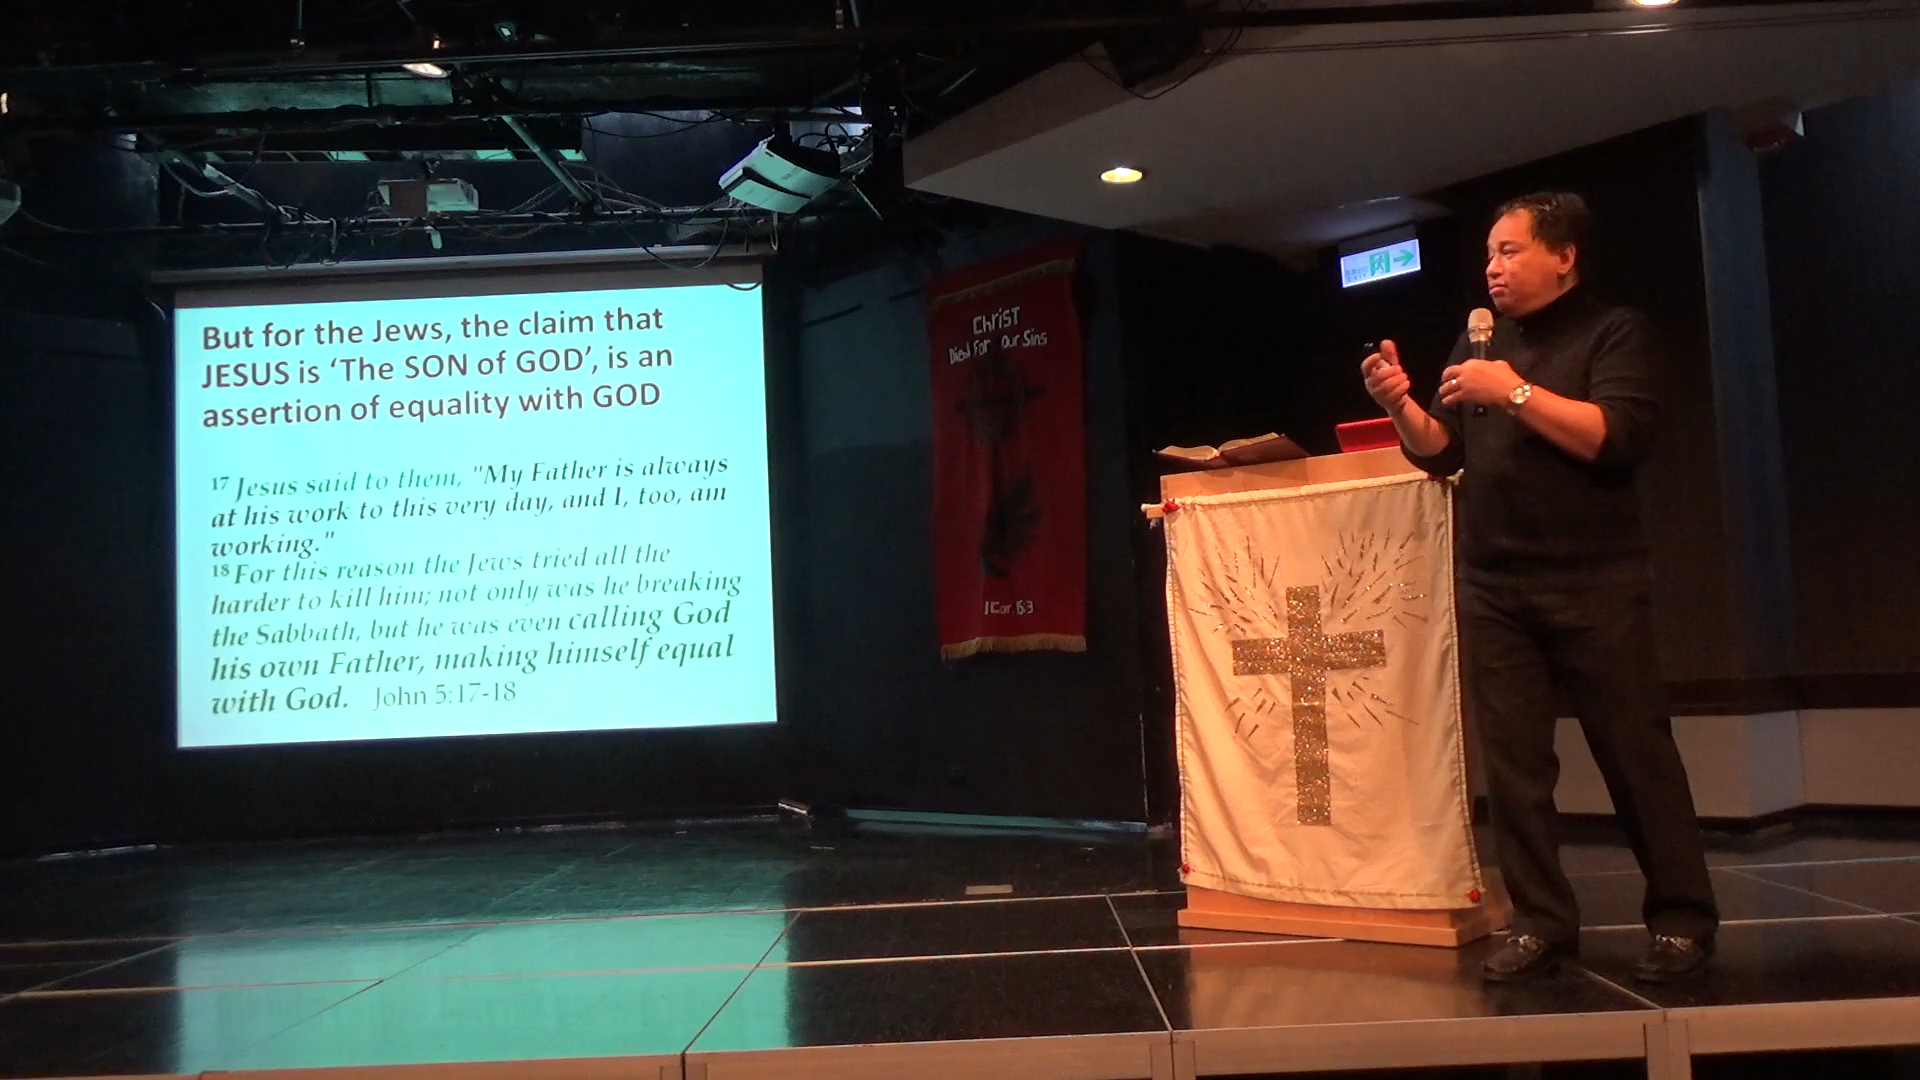 But for the Jews, the claim that
JESUS is ‘The SON of GOD’, is an
assertion of equality with GOD
17 Jesus said to them, "My Father is always
at his work to this very day, and I, too, am
working."
18 For this reason the Jews tried all the
harder to kill him; not only was he breaking
the Sabbath, but he was even calling God
his own Father, making himself equal
with God. John 5:17-18
Christ
Died For Our Sins
1 Cor. 15:3
EXIT